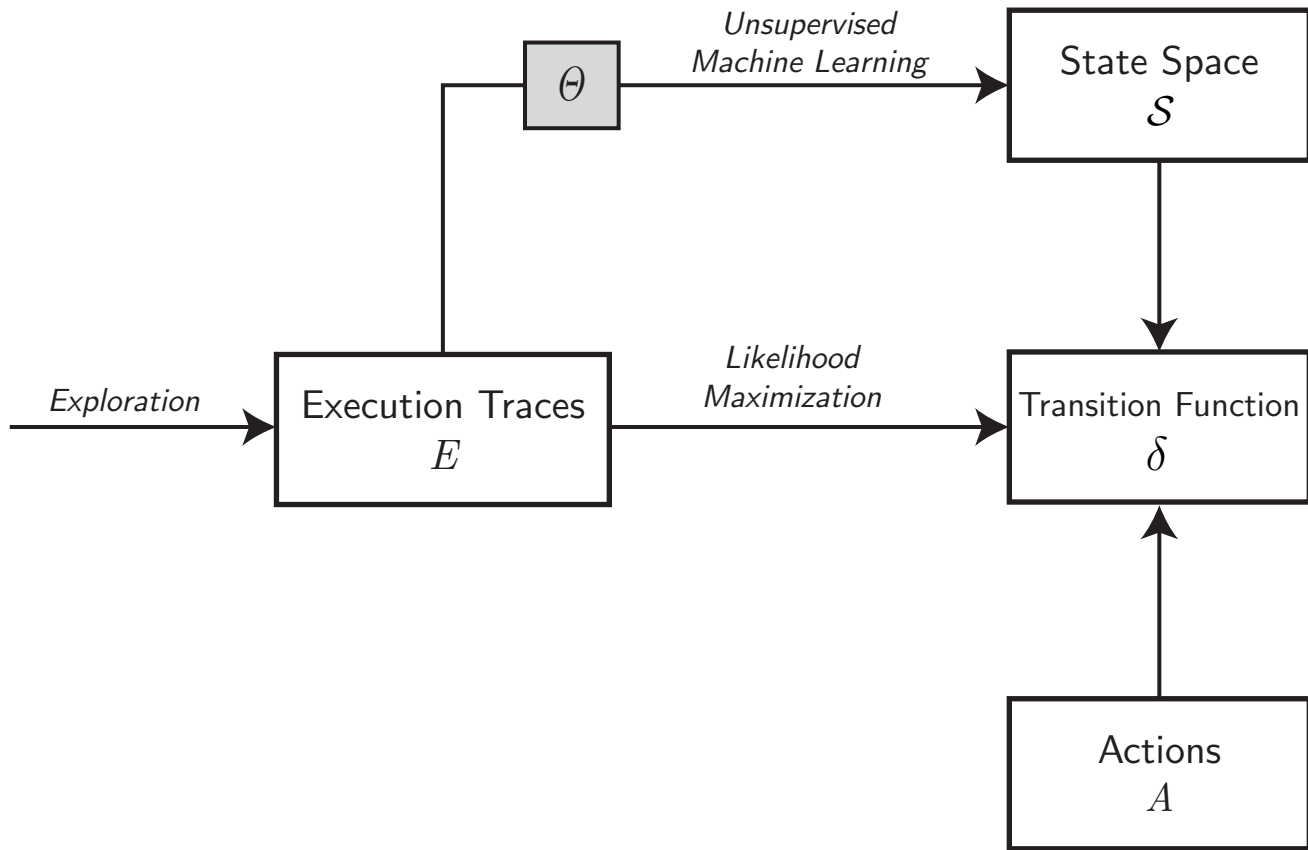 Unsupervised
Machine Learning
Θ
State Space
𝒮
Exploration
Execution Traces
E
Likelihood
Maximization
Transition Function
δ
Actions
A